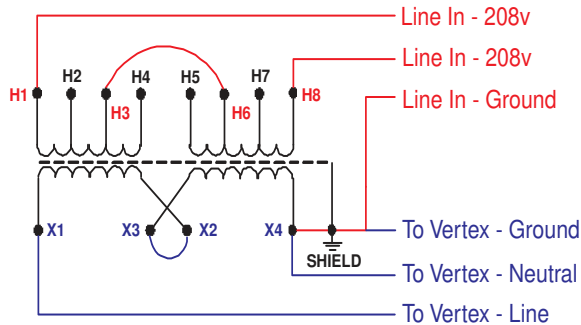 Line In - 208v
Line In - 208v
Line In - Ground
H1 H2 H3 H4 H5 H6 H7 H8
X1 X3 X2 X4
SHIELD
To Vertex - Ground
To Vertex - Neutral
To Vertex - Line